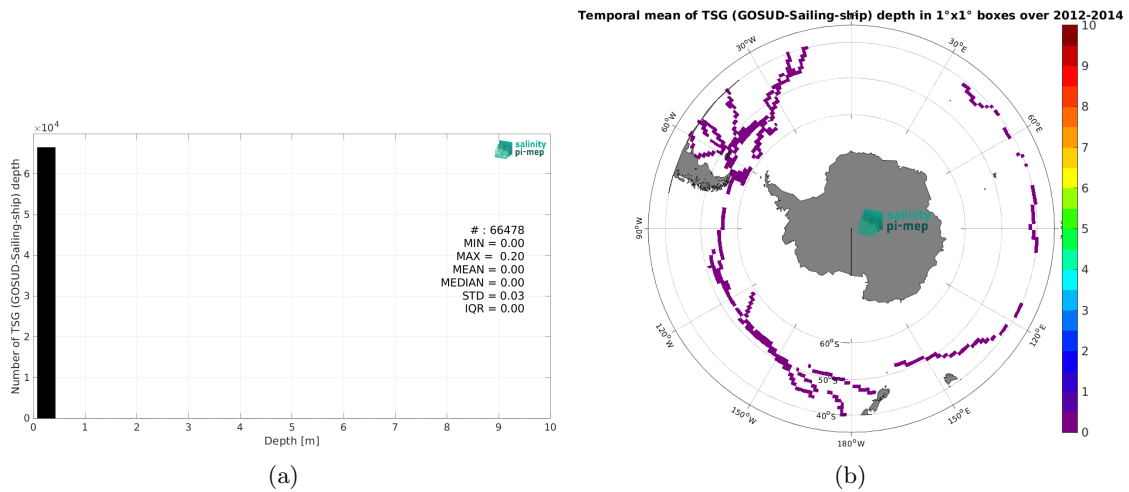 ×10⁴
6
5
4
3
2
1
0
0 1 2 3 4 5 6 7 8 9 10
Number of TSG (GOSUD-Sailing-ship) depth
Depth [m]
salinity
pi-mep
# : 66478
MIN = 0.00
MAX = 0.20
MEAN = 0.00
MEDIAN = 0.00
STD = 0.03
IQR = 0.00
(a)
Temporal mean of TSG (GOSUD-Sailing-ship) depth in 1°x1° boxes over 2012-2014
30°W
30°E
60°W
60°E
90°W
120°W
120°E
150°W
150°E
180°W
60°S
50°S
40°S
salinity
pi-mep
10
9
8
7
6
5
4
3
2
1
0
(b)